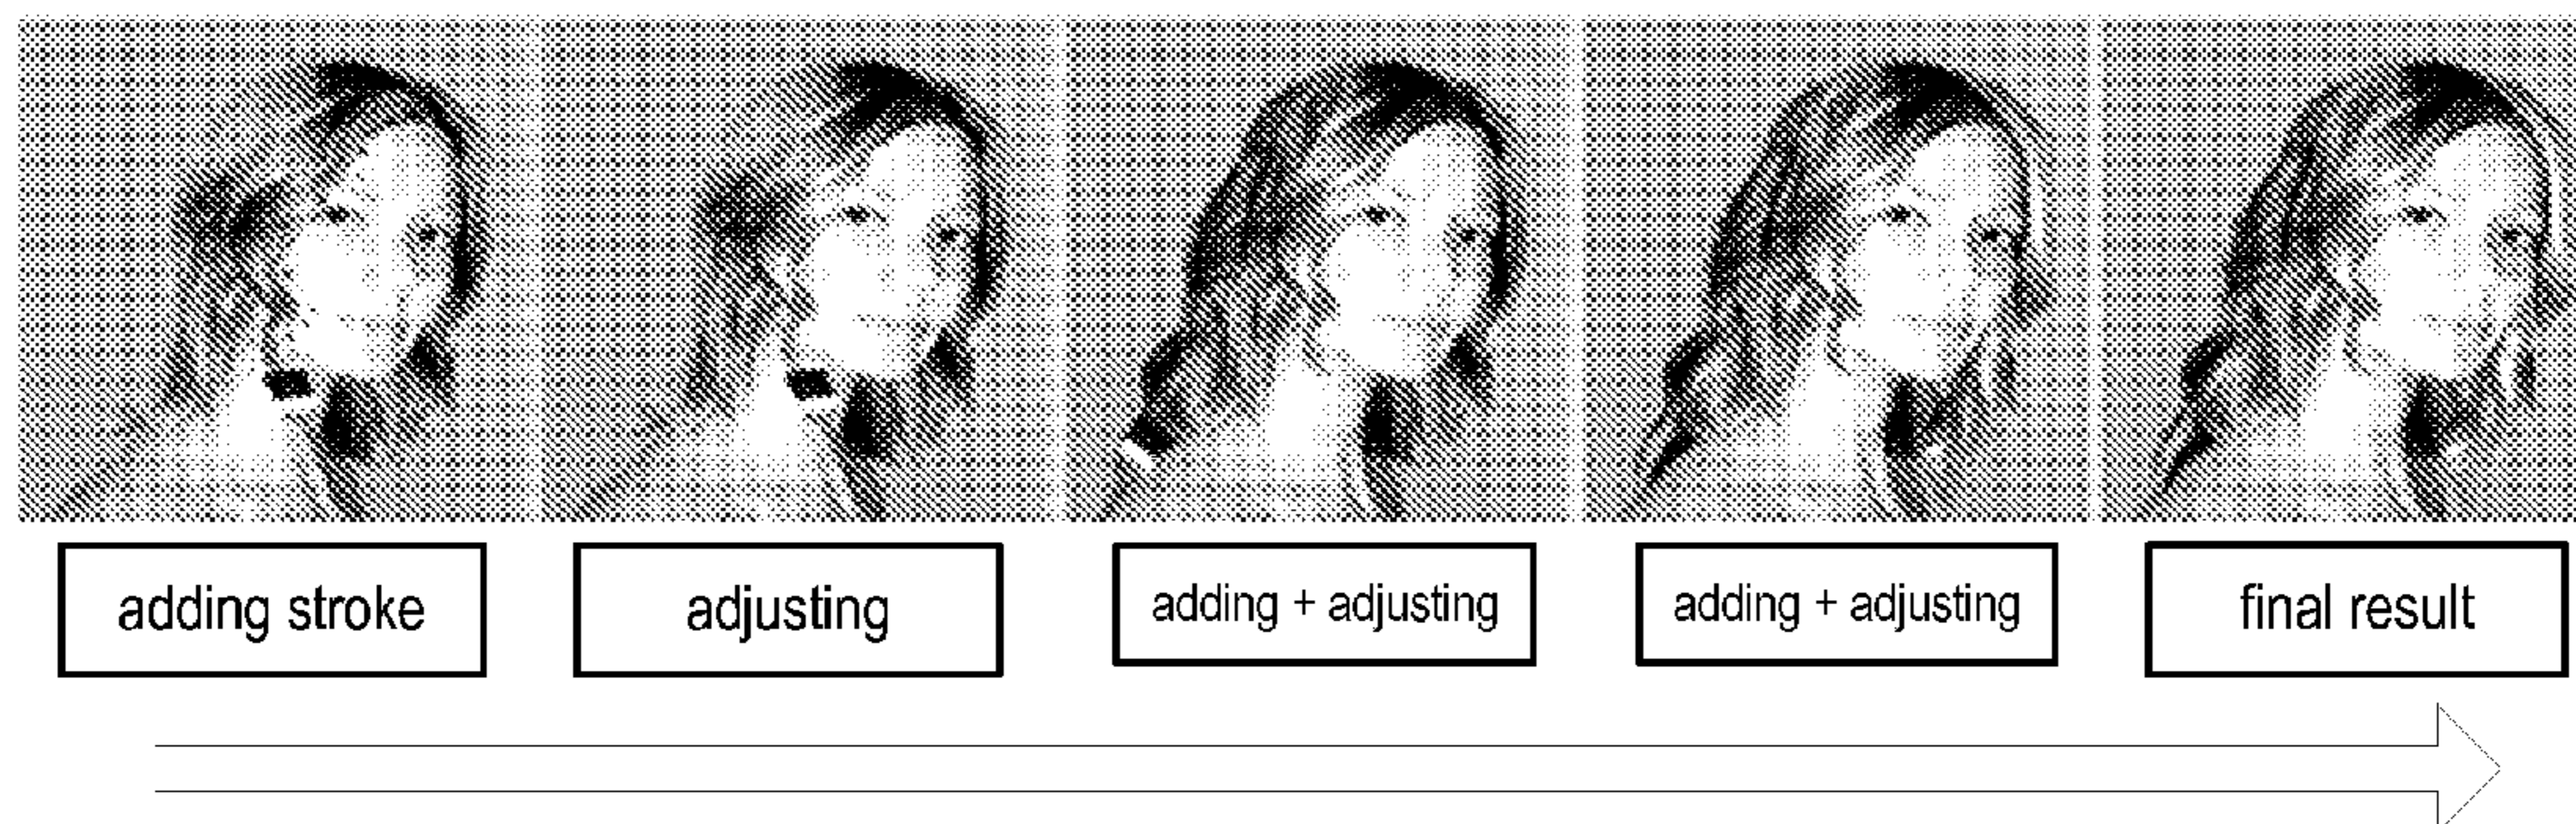 adding stroke
adjusting
adding + adjusting
adding + adjusting
final result